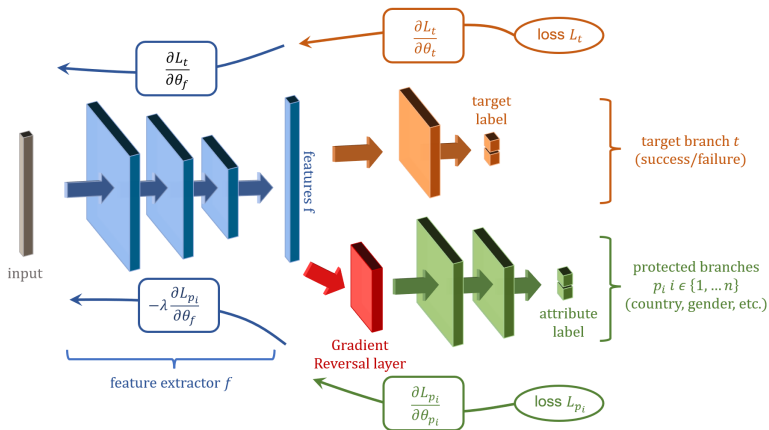 ∂L_t/∂θ_f
∂L_t/∂θ_t
loss L_t
target
label
target branch t
(success/failure)
features f
input
protected branches
p_i i ϵ {1, … n}
(country, gender, etc.)
attribute
label
−λ ∂L_{p_i}/∂θ_f
Gradient
Reversal layer
feature extractor f
∂L_{p_i}/∂θ_{p_i}
loss L_{p_i}